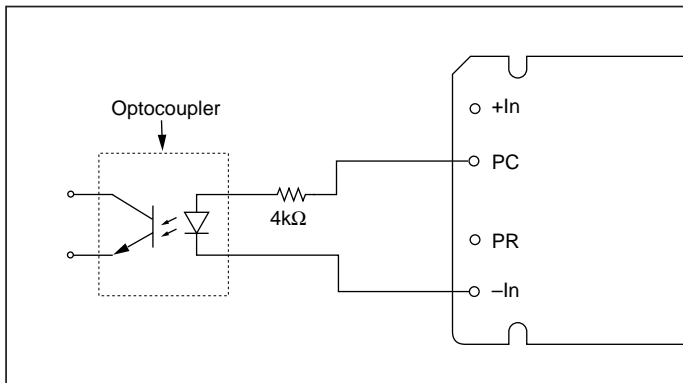 Optocoupler
4kΩ
+In
PC
PR
–In